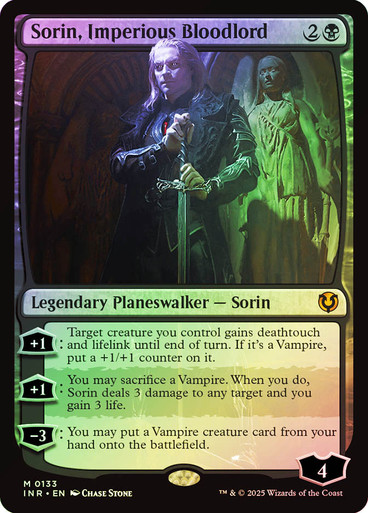 Sorin, Imperious Bloodlord 2
Legendary Planeswalker — Sorin
+1: Target creature you control gains deathtouch
and lifelink until end of turn. If it's a Vampire,
put a +1/+1 counter on it.
+1: You may sacrifice a Vampire. When you do,
Sorin deals 3 damage to any target and you
gain 3 life.
−3: You may put a Vampire creature card from your
hand onto the battlefield.
4
M 0133
INR • EN Chase Stone
™ & © 2025 Wizards of the Coast